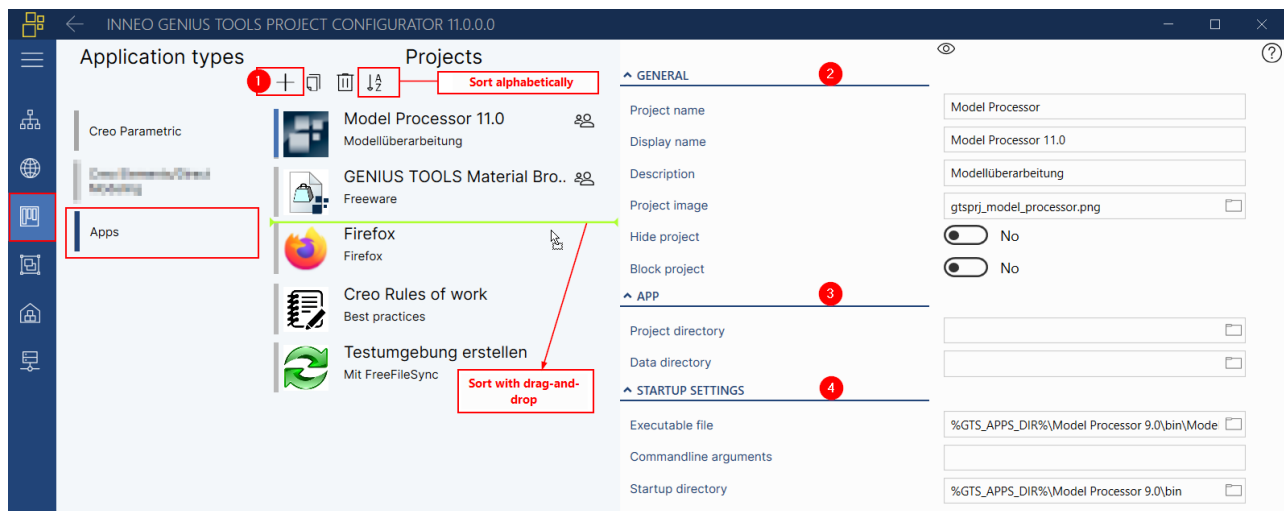 INNEO GENIUS TOOLS PROJECT CONFIGURATOR 11.0.0.0
Application types
Creo Parametric
Apps
Projects
1
Sort alphabetically
Model Processor 11.0
Modellüberarbeitung
GENIUS TOOLS Material Bro..
Freeware
Firefox
Firefox
Creo Rules of work
Best practices
Testumgebung erstellen
Mit FreeFileSync
Sort with drag-and-
drop
GENERAL 2
Project name Model Processor
Display name Model Processor 11.0
Description Modellüberarbeitung
Project image gtsprj_model_processor.png
Hide project No
Block project No
APP 3
Project directory
Data directory
STARTUP SETTINGS 4
Executable file %GTS_APPS_DIR%\Model Processor 9.0\bin\Mode
Commandline arguments
Startup directory %GTS_APPS_DIR%\Model Processor 9.0\bin